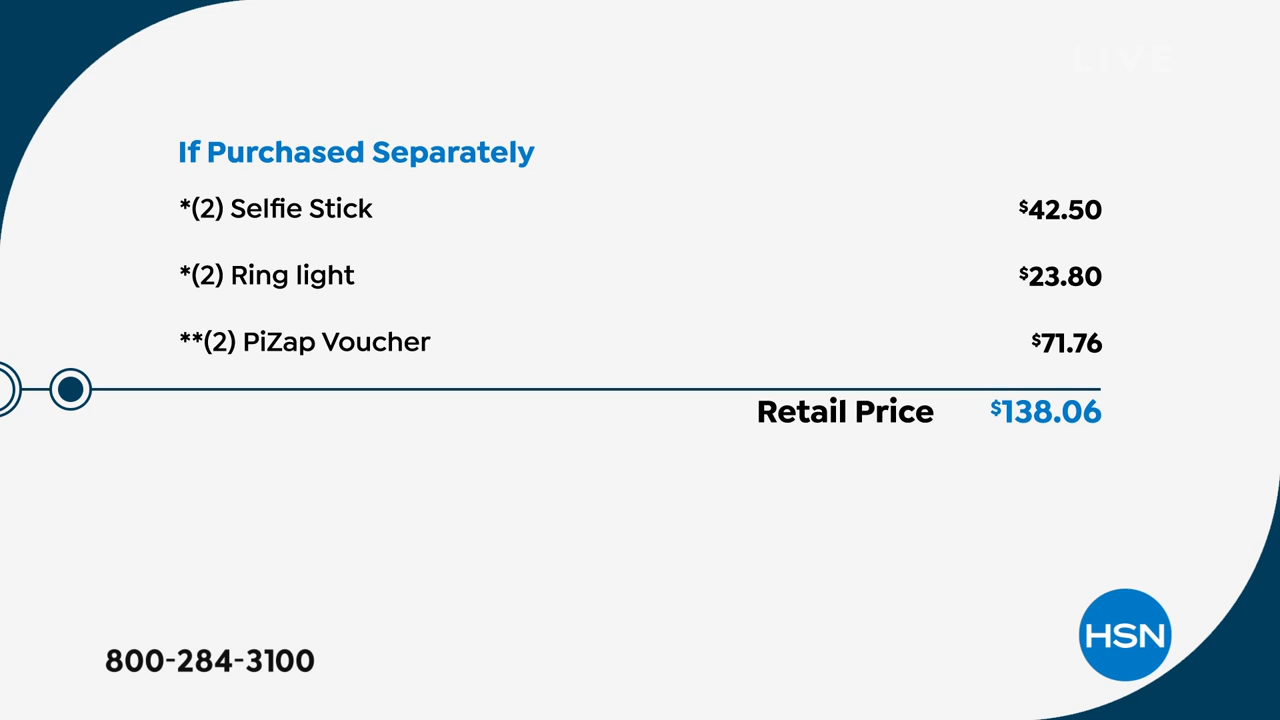 LIVE
If Purchased Separately
*(2) Selfie Stick $42.50
*(2) Ring light $23.80
**(2) PiZap Voucher $71.76
Retail Price $138.06
HSN
800-284-3100